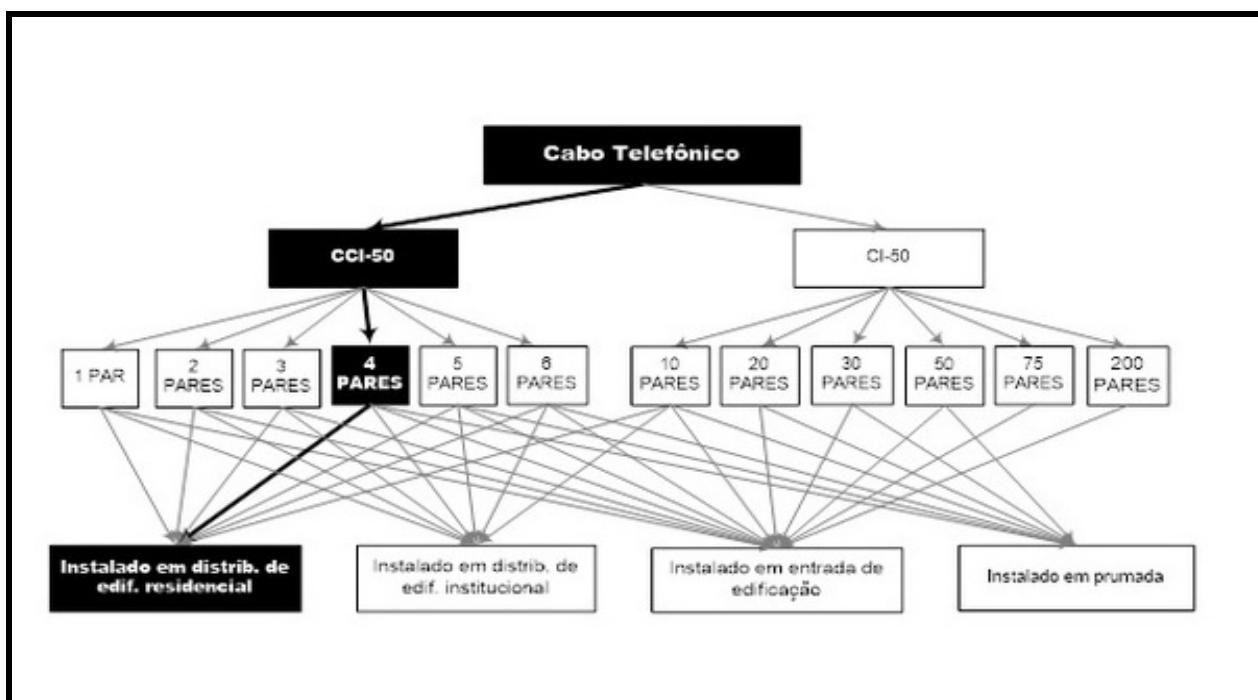 Cabo Telefônico
CCI-50
CI-50
1 PAR
2
PARES
3
PARES
4
PARES
5
PARES
6
PARES
10
PARES
20
PARES
30
PARES
50
PARES
75
PARES
200
PARES
Instalado em distrib. de
edif. residencial
Instalado em distrib. de
edif. institucional
Instalado em entrada de
edificação
Instalado em prumada